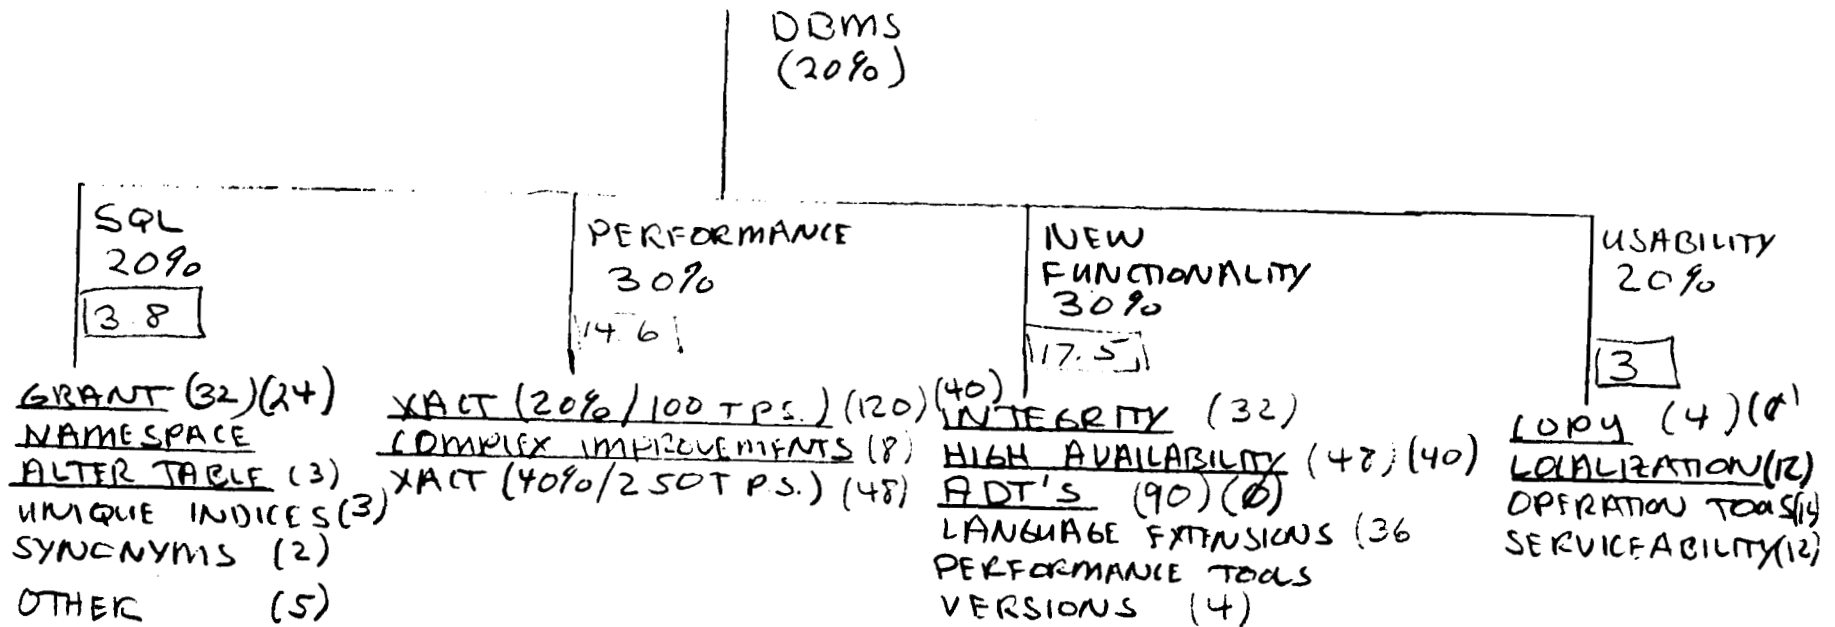 DBMS
(20%)
SQL
20%
3.8
GRANT (32)(24)
NAMESPACE
ALTER TABLE (3)
UNIQUE INDICES (3)
SYNONYMS (2)
OTHER (5)
PERFORMANCE
30%
14.6
XACT (20%/100 TPS.) (120)(40)
COMPLEX IMPROVEMENTS (8)
XACT (40%/250 TPS.) (48)
NEW
FUNCTIONALITY
30%
17.5
INTEGRITY (32)
HIGH AVAILABILITY (48)(40)
ADT'S (90)(0)
LANGUAGE EXTENSIONS (36
PERFORMANCE TOOLS
VERSIONS (4)
USABILITY
20%
3
COPY (4)
LOCALIZATION (12)
OPERATION TOOLS
SERVICEABILITY (12)